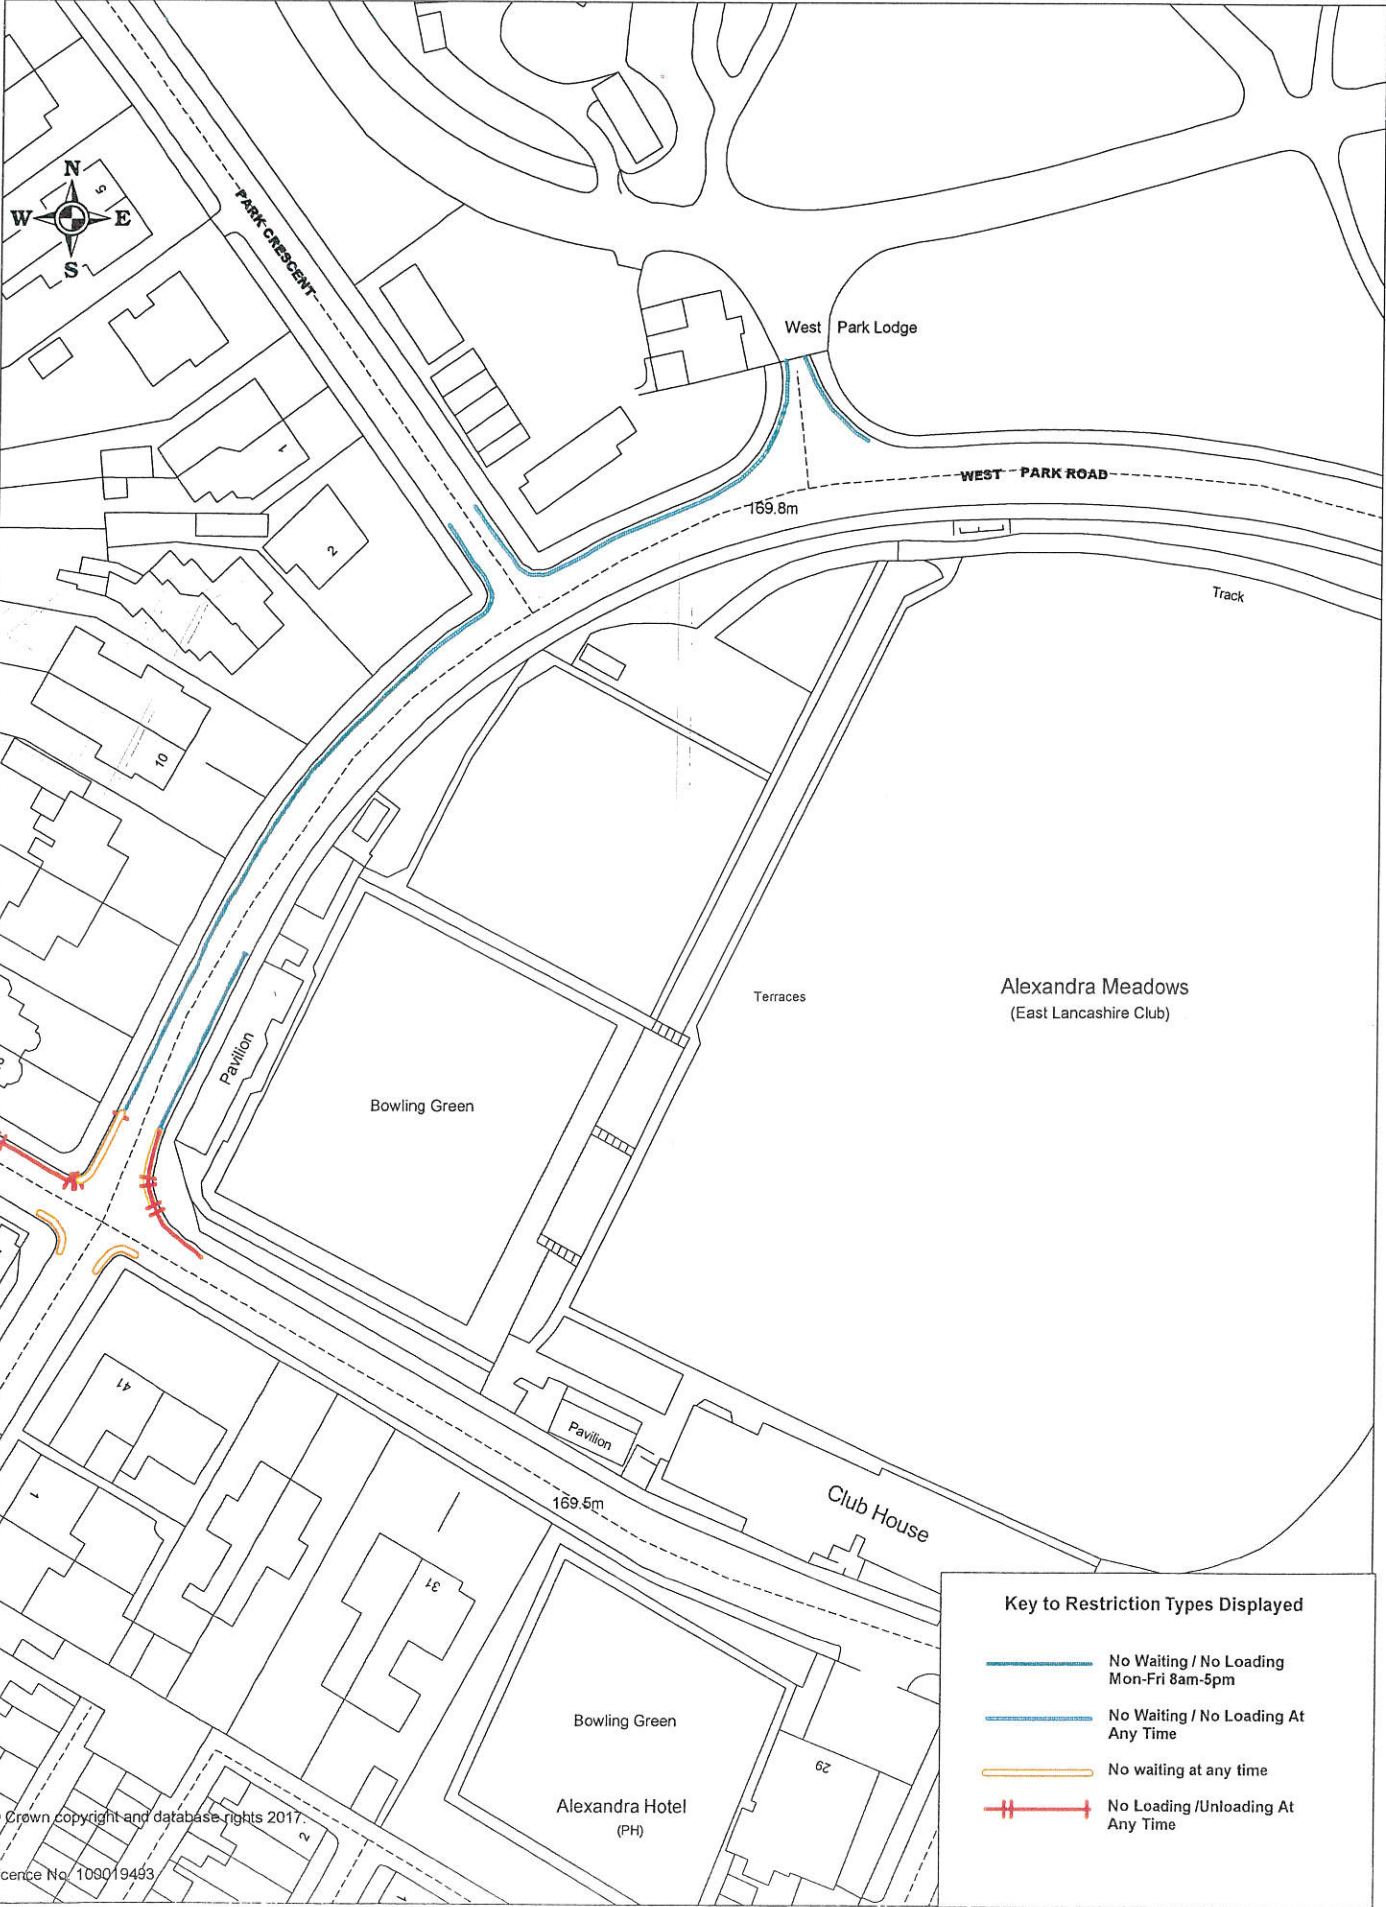 N
W E
S
5
PARK CRESCENT
West Park Lodge
1
WEST PARK ROAD
169.8m
2
Track
10
Alexandra Meadows
(East Lancashire Club)
Terraces
Pavilion
Bowling Green
41
Pavilion
1
169.5m
Club House
31
Key to Restriction Types Displayed
No Waiting / No Loading
Mon-Fri 8am-5pm
No Waiting / No Loading At
Any Time
No waiting at any time
No Loading /Unloading At
Any Time
Bowling Green
29
Alexandra Hotel
(PH)
Crown copyright and database rights 2017.
2
cence No. 100019493
1